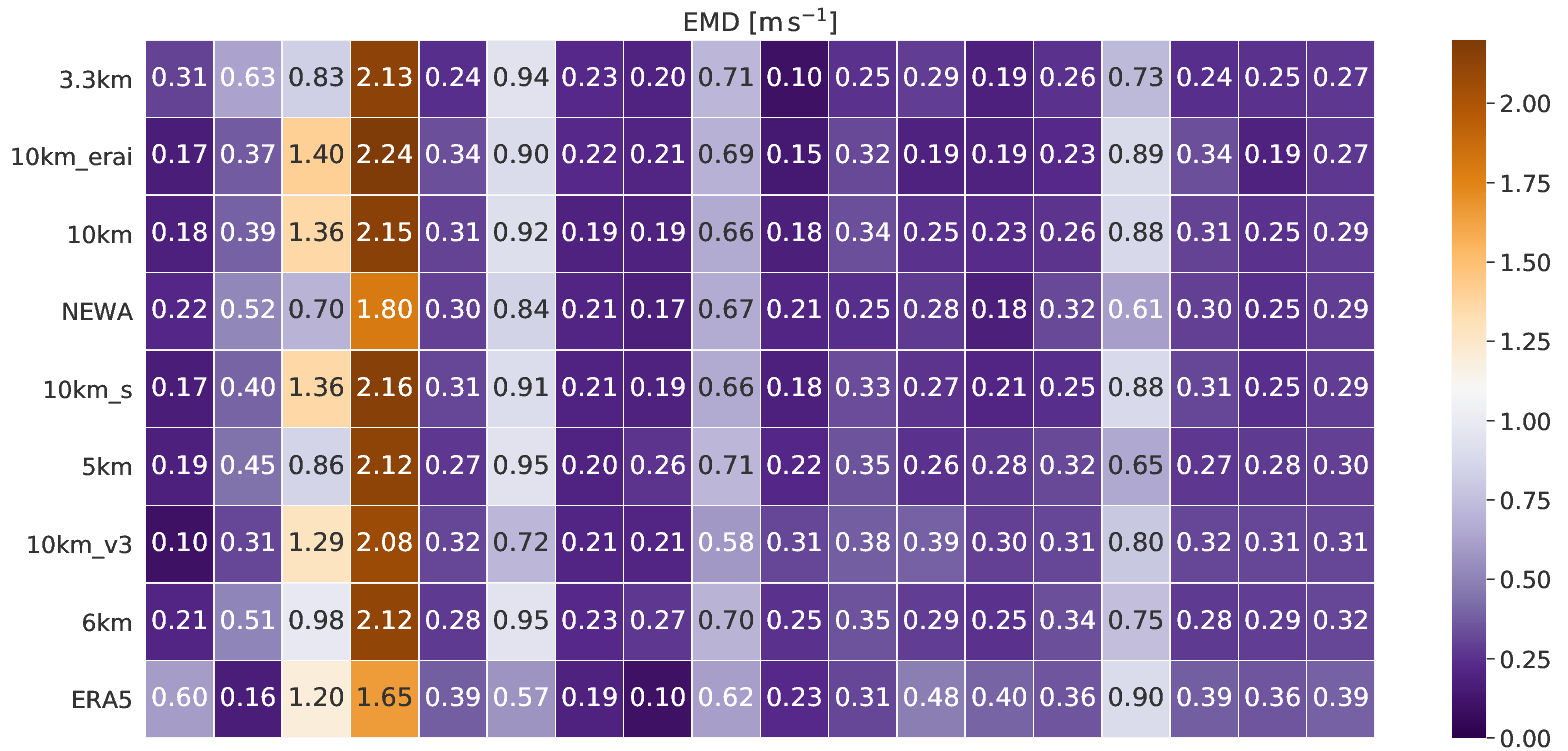 EMD [m s⁻¹]
3.3km 0.31 0.63 0.83 2.13 0.24 0.94 0.23 0.20 0.71 0.10 0.25 0.29 0.19 0.26 0.73 0.24 0.25 0.27
10km_erai 0.17 0.37 1.40 2.24 0.34 0.90 0.22 0.21 0.69 0.15 0.32 0.19 0.19 0.23 0.89 0.34 0.19 0.27
10km 0.18 0.39 1.36 2.15 0.31 0.92 0.19 0.19 0.66 0.18 0.34 0.25 0.23 0.26 0.88 0.31 0.25 0.29
NEWA 0.22 0.52 0.70 1.80 0.30 0.84 0.21 0.17 0.67 0.21 0.25 0.28 0.18 0.32 0.61 0.30 0.25 0.29
10km_s 0.17 0.40 1.36 2.16 0.31 0.91 0.21 0.19 0.66 0.18 0.33 0.27 0.21 0.25 0.88 0.31 0.25 0.29
5km 0.19 0.45 0.86 2.12 0.27 0.95 0.20 0.26 0.71 0.22 0.35 0.26 0.28 0.32 0.65 0.27 0.28 0.30
10km_v3 0.10 0.31 1.29 2.08 0.32 0.72 0.21 0.21 0.58 0.31 0.38 0.39 0.30 0.31 0.80 0.32 0.31 0.31
6km 0.21 0.51 0.98 2.12 0.28 0.95 0.23 0.27 0.70 0.25 0.35 0.29 0.25 0.34 0.75 0.28 0.29 0.32
ERA5 0.60 0.16 1.20 1.65 0.39 0.57 0.19 0.10 0.62 0.23 0.31 0.48 0.40 0.36 0.90 0.39 0.36 0.39
2.00
1.75
1.50
1.25
1.00
0.75
0.50
0.25
0.00